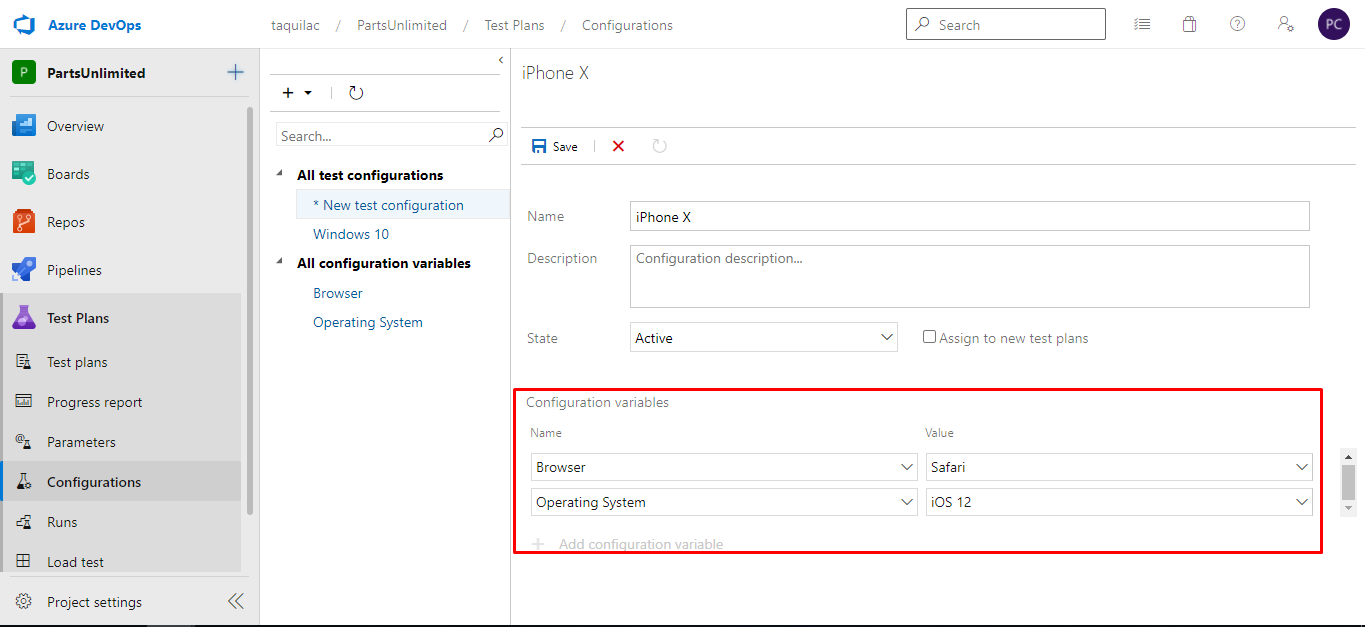 Azure DevOps
taquilac / PartsUnlimited / Test Plans / Configurations
Search
PC
P PartsUnlimited
Overview
Boards
Repos
Pipelines
Test Plans
Test plans
Progress report
Parameters
Configurations
Runs
Load test
Project settings
Search...
All test configurations
* New test configuration
Windows 10
All configuration variables
Browser
Operating System
iPhone X
Save
Name
iPhone X
Description
Configuration description...
State
Active
Assign to new test plans
Configuration variables
Name Value
Browser Safari
Operating System iOS 12
+ Add configuration variable